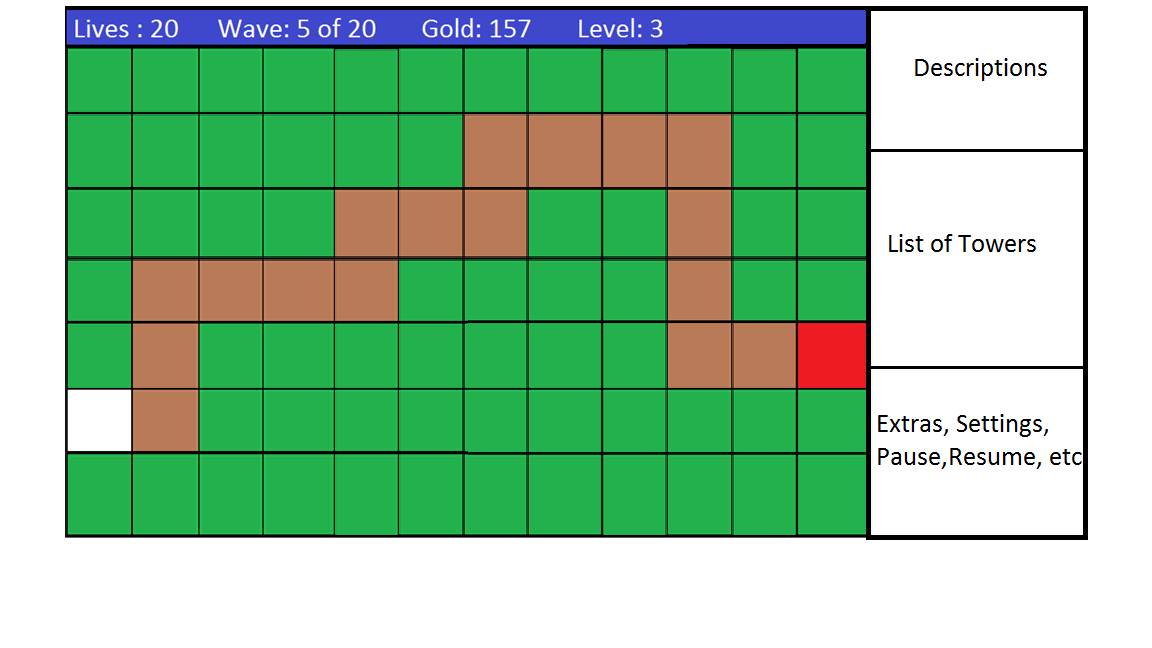 Lives : 20 Wave: 5 of 20 Gold: 157 Level: 3
Descriptions
List of Towers
Extras, Settings,
Pause,Resume, etc